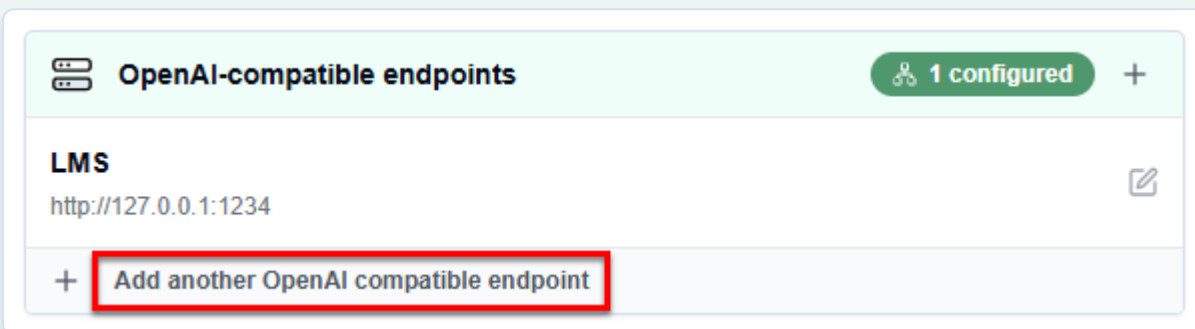 OpenAI-compatible endpoints
1 configured
LMS
http://127.0.0.1:1234
Add another OpenAI compatible endpoint